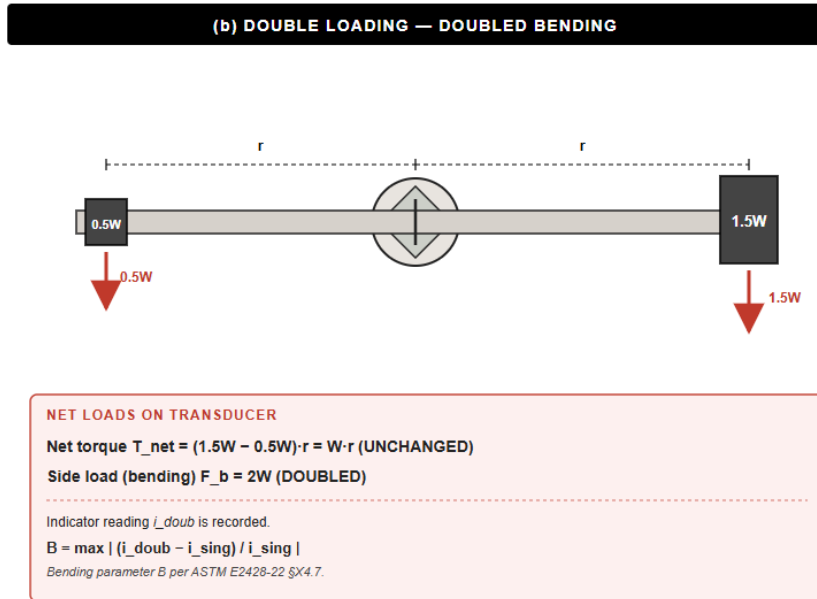 (b) DOUBLE LOADING — DOUBLED BENDING
r r
0.5W 1.5W
0.5W 1.5W
NET LOADS ON TRANSDUCER
Net torque T_net = (1.5W − 0.5W)·r = W·r (UNCHANGED)
Side load (bending) F_b = 2W (DOUBLED)
Indicator reading i_doub is recorded.
B = max | (i_doub − i_sing) / i_sing |
Bending parameter B per ASTM E2428-22 §X4.7.